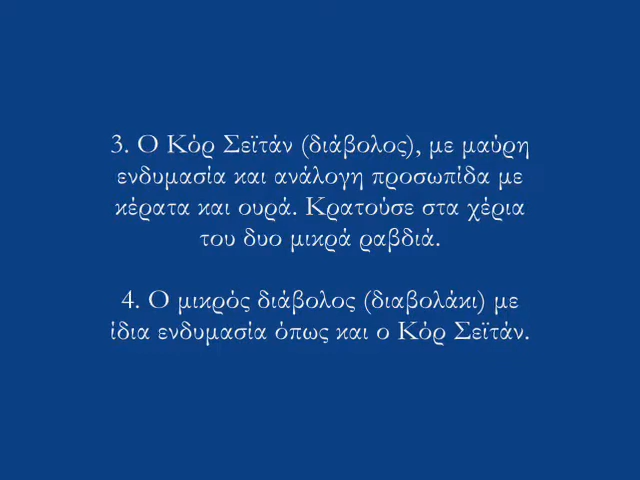 3. Ο Κόρ Σεϊτάν (διάβολος), με μαύρη
ενδυμασία και ανάλογη προσωπίδα με
κέρατα και ουρά. Κρατούσε στα χέρια
του δυο μικρά ραβδιά.
4. Ο μικρός διάβολος (διαβολάκι) με
ίδια ενδυμασία όπως και ο Κόρ Σεϊτάν.